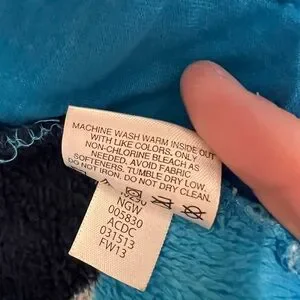 MACHINE WASH WARM INSIDE OUT
WITH LIKE COLORS. ONLY
NON-CHLORINE BLEACH AS
AVOID FABRIC
SOFTENERS. TUMBLE DRY LOW.
DO NOT IRON. DO NOT DRY CLEAN.
NGW
005830
ACDC
031513
FW13